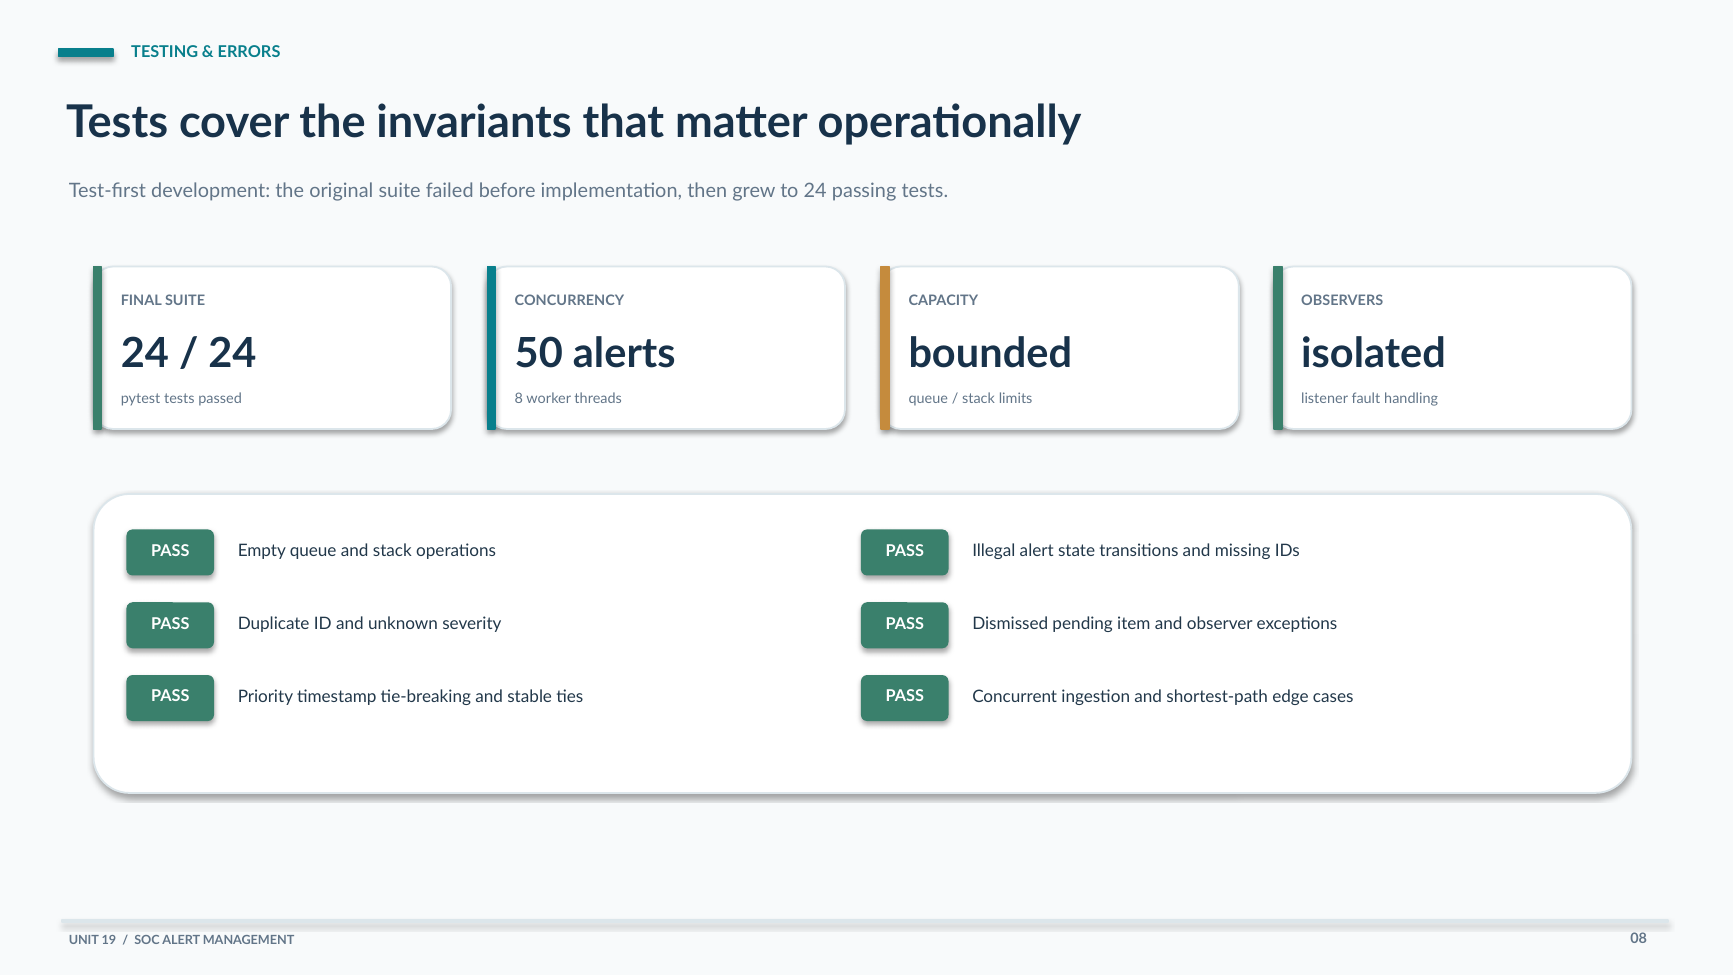 TESTING & ERRORS
Tests cover the invariants that matter operationally
Test-first development: the original suite failed before implementation, then grew to 24 passing tests.
FINAL SUITE
24 / 24
pytest tests passed
CONCURRENCY
50 alerts
8 worker threads
CAPACITY
bounded
queue / stack limits
OBSERVERS
isolated
listener fault handling
PASS Empty queue and stack operations
PASS Duplicate ID and unknown severity
PASS Priority timestamp tie-breaking and stable ties
PASS Illegal alert state transitions and missing IDs
PASS Dismissed pending item and observer exceptions
PASS Concurrent ingestion and shortest-path edge cases
UNIT 19 / SOC ALERT MANAGEMENT
08